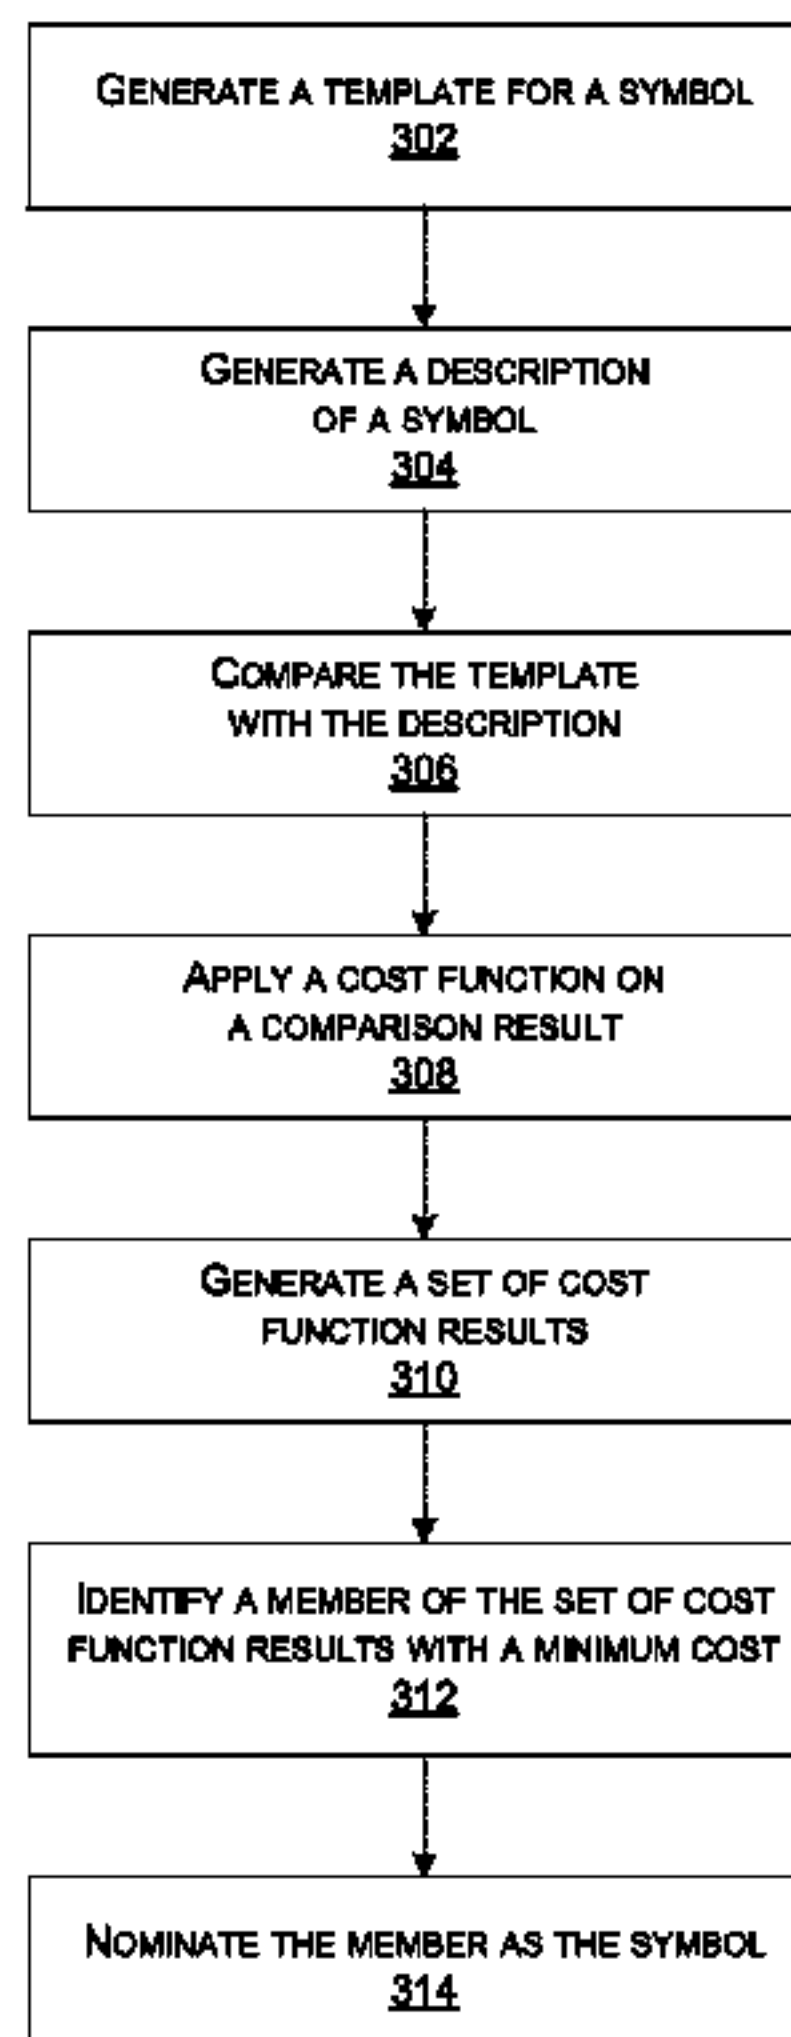 GENERATE A TEMPLATE FOR A SYMBOL
302
GENERATE A DESCRIPTION
OF A SYMBOL
304
COMPARE THE TEMPLATE
WITH THE DESCRIPTION
306
APPLY A COST FUNCTION ON
A COMPARISON RESULT
308
GENERATE A SET OF COST
FUNCTION RESULTS
310
IDENTIFY A MEMBER OF THE SET OF COST
FUNCTION RESULTS WITH A MINIMUM COST
312
NOMINATE THE MEMBER AS THE SYMBOL
314